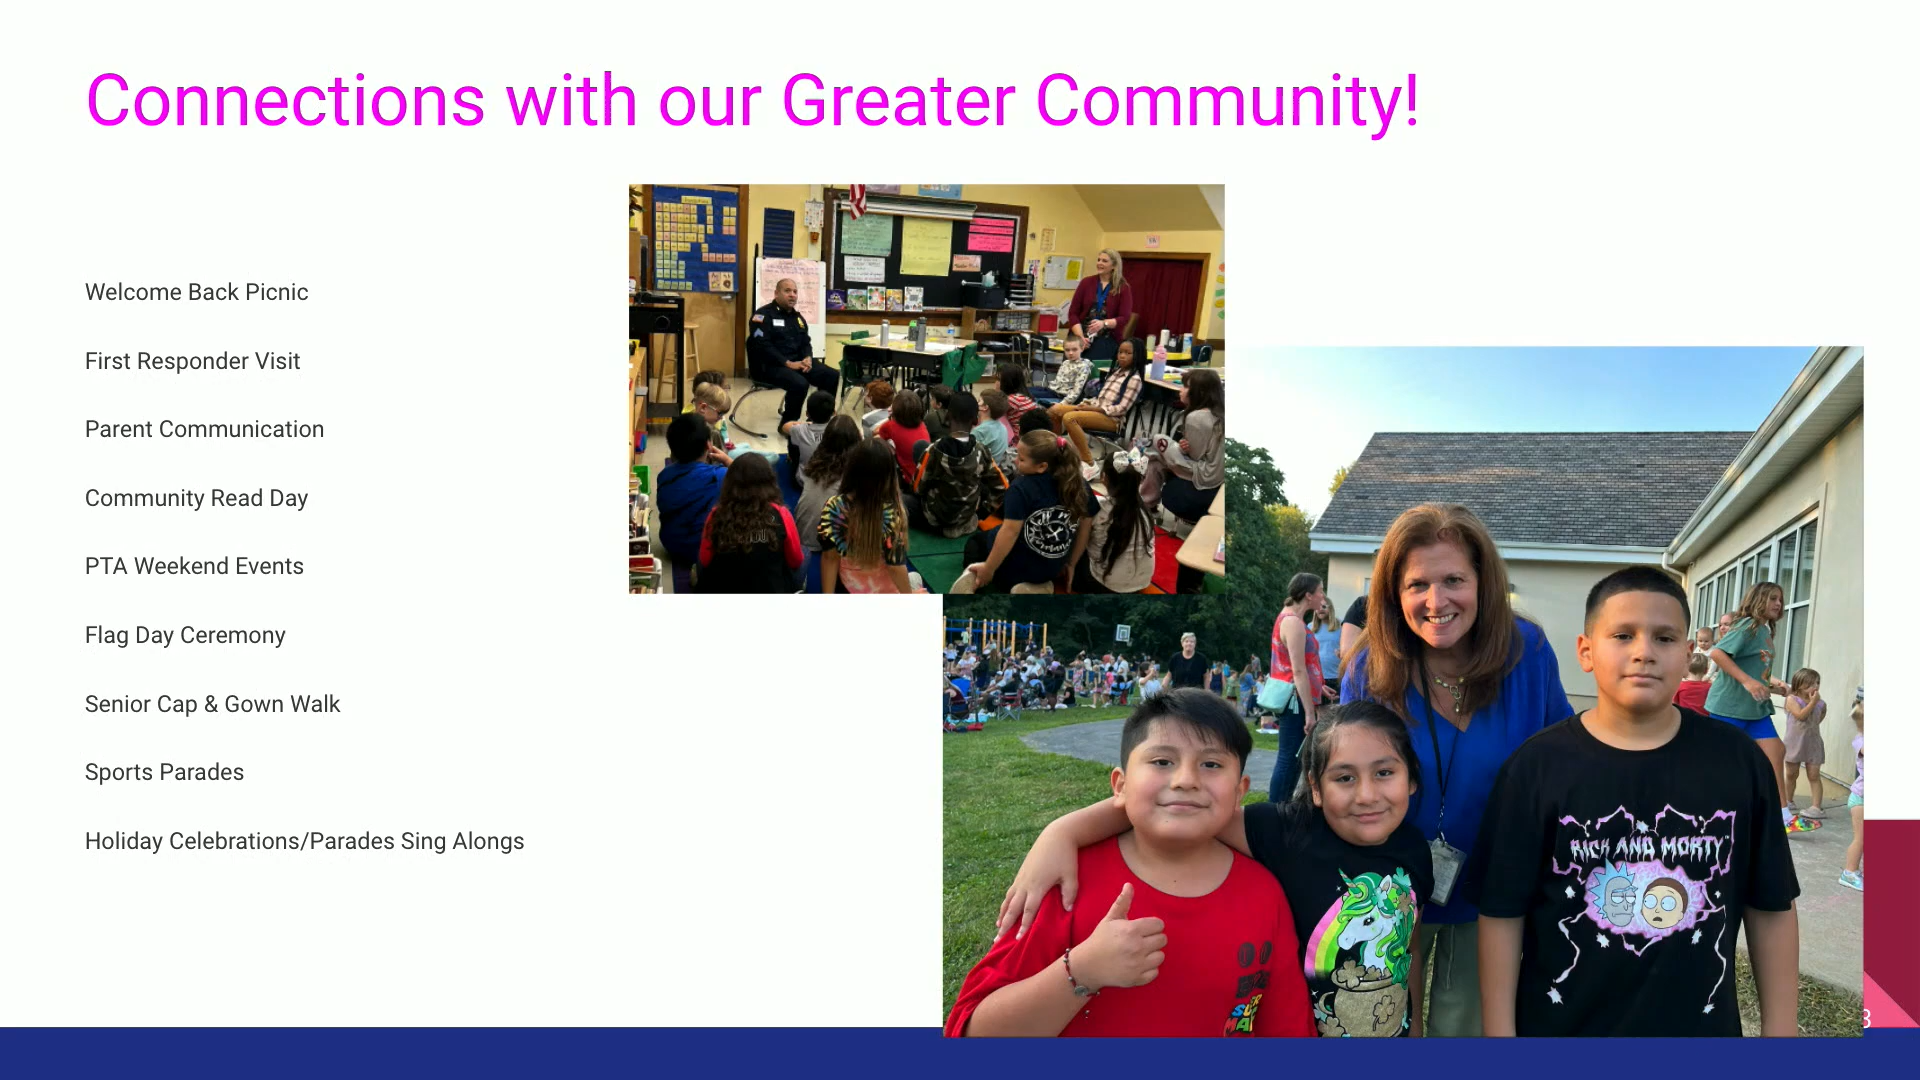 Connections with our Greater Community!
Welcome Back Picnic
First Responder Visit
Parent Communication
Community Read Day
PTA Weekend Events
Flag Day Ceremony
Senior Cap & Gown Walk
Sports Parades
Holiday Celebrations/Parades Sing Alongs
RICK AND MORTY
3